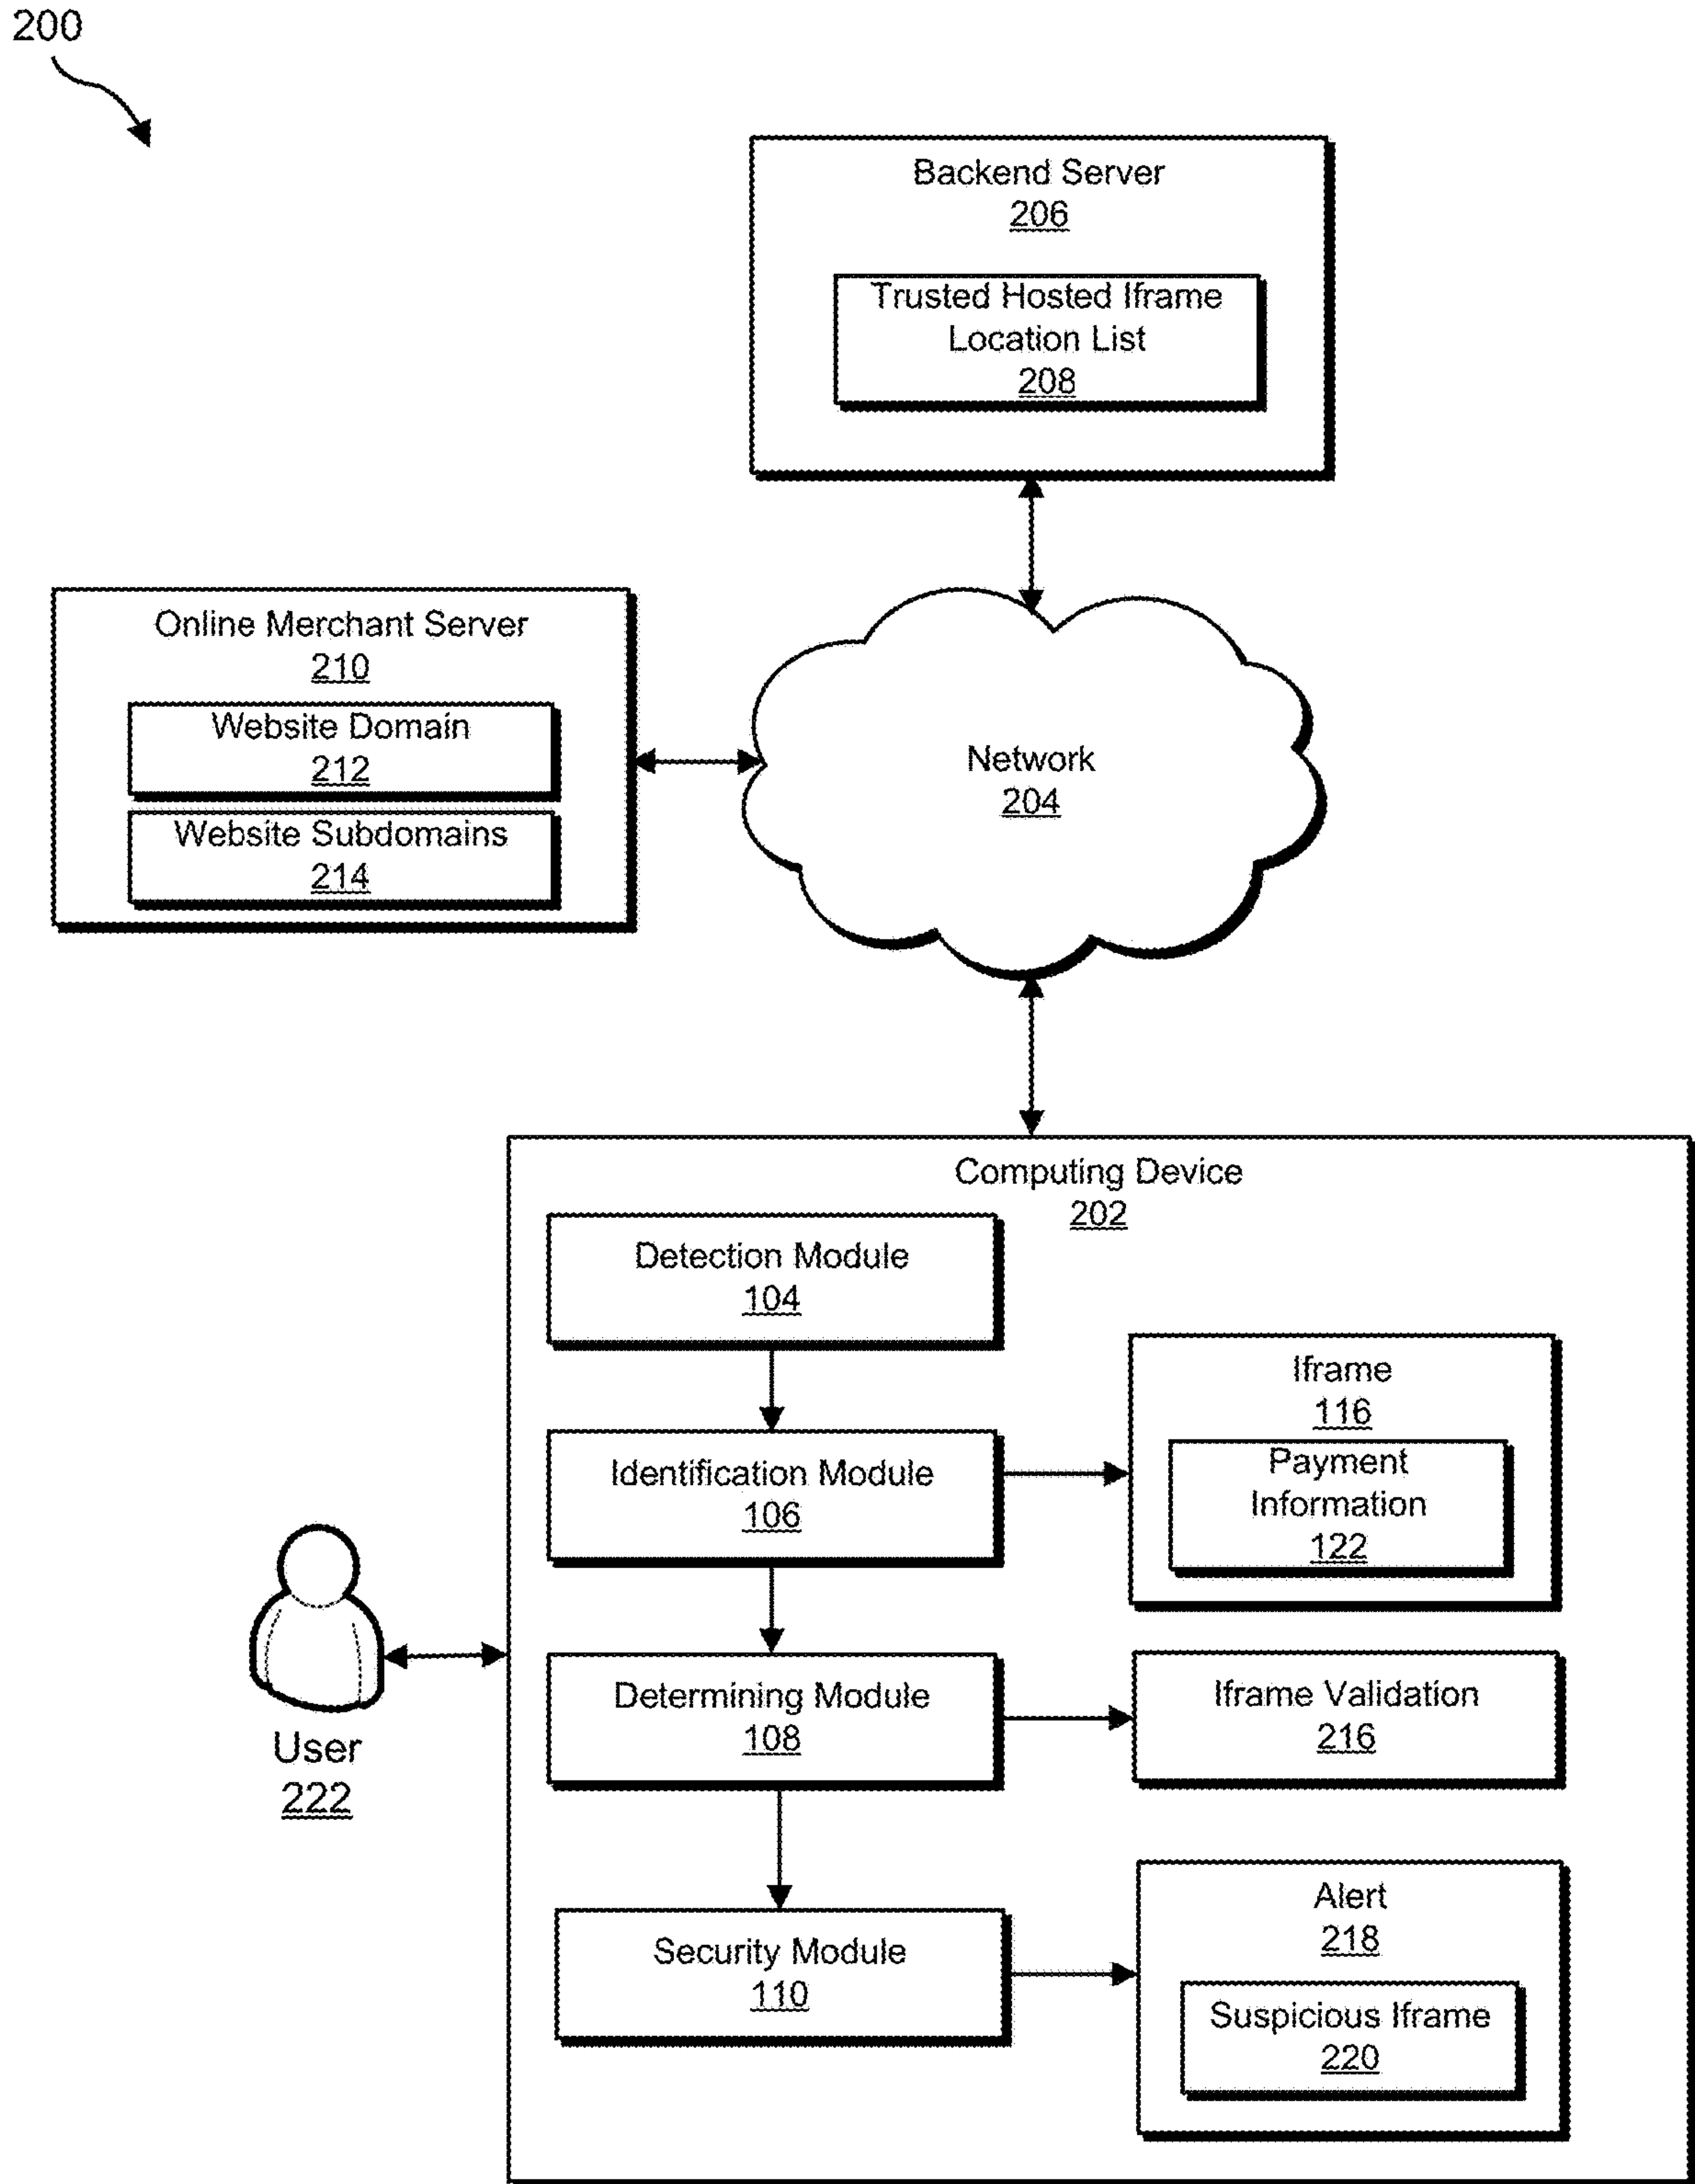 200
Backend Server
206
Trusted Hosted Iframe
Location List
208
Online Merchant Server
210
Website Domain
212
Website Subdomains
214
Network
204
Computing Device
202
Detection Module
104
Identification Module
106
Iframe
116
Payment
Information
122
Determining Module
108
Iframe Validation
216
User
222
Security Module
110
Alert
218
Suspicious Iframe
220